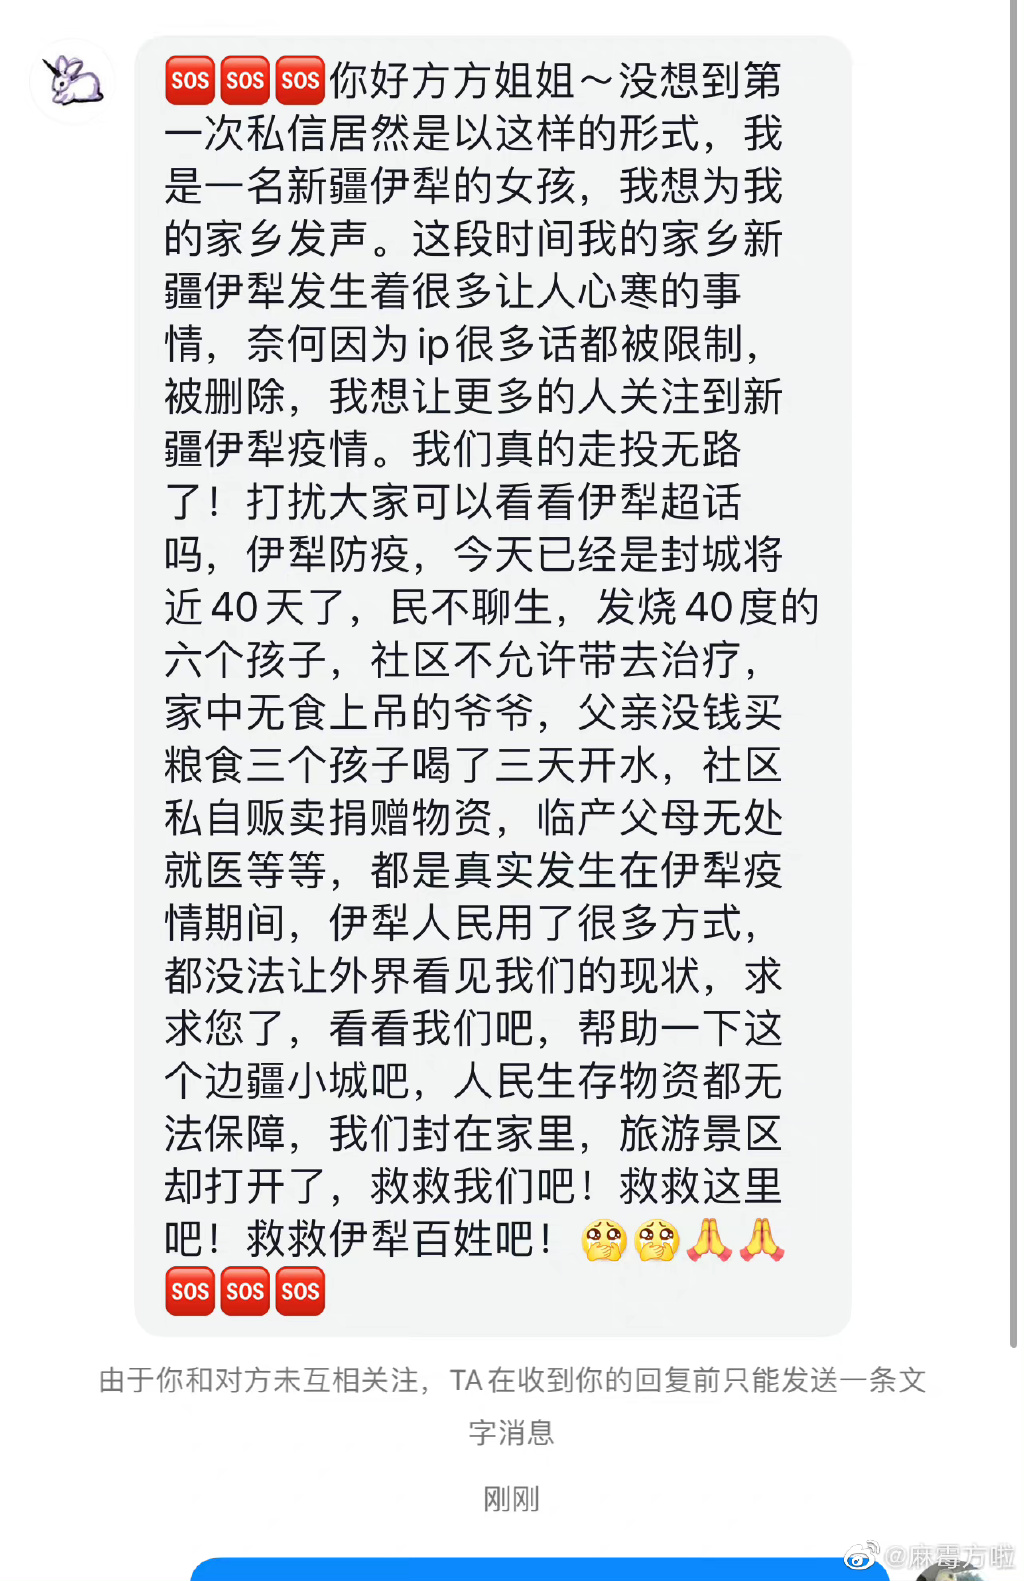 🆘🆘🆘你好方方姐姐～没想到第
一次私信居然是以这样的形式，我
是一名新疆伊犁的女孩，我想为我
的家乡发声。这段时间我的家乡新
疆伊犁发生着很多让人心寒的事
情，奈何因为ip很多话都被限制，
被删除，我想让更多的人关注到新
疆伊犁疫情。我们真的走投无路
了！打扰大家可以看看伊犁超话
吗，伊犁防疫，今天已经是封城将
近40天了，民不聊生，发烧40度的
六个孩子，社区不允许带去治疗，
家中无食上吊的爷爷，父亲没钱买
粮食三个孩子喝了三天开水，社区
私自贩卖捐赠物资，临产父母无处
就医等等，都是真实发生在伊犁疫
情期间，伊犁人民用了很多方式，
都没法让外界看见我们的现状，求
求您了，看看我们吧，帮助一下这
个边疆小城吧，人民生存物资都无
法保障，我们封在家里，旅游景区
却打开了，救救我们吧！救救这里
吧！救救伊犁百姓吧！🥺🥺🙏🙏
🆘🆘🆘
由于你和对方未互相关注，TA在收到你的回复前只能发送一条文
字消息
刚刚
@麻霄方啦